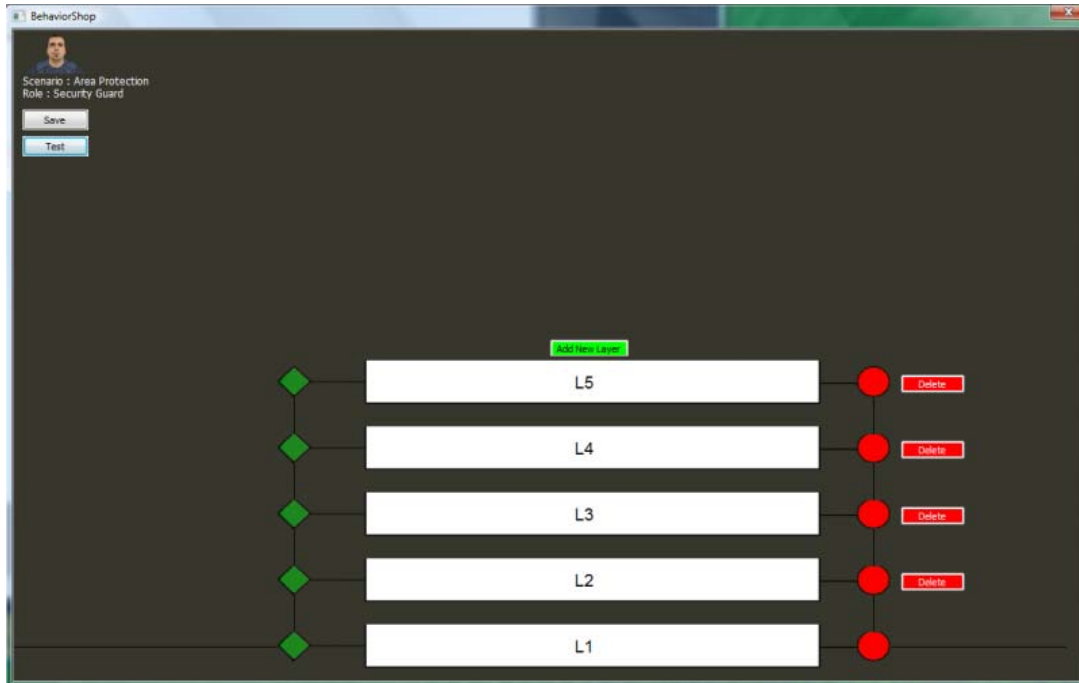 BehaviorShop
Scenario : Area Protection
Role : Security Guard
Save
Test
Add New Layer
L5
Delete
L4
Delete
L3
Delete
L2
Delete
L1